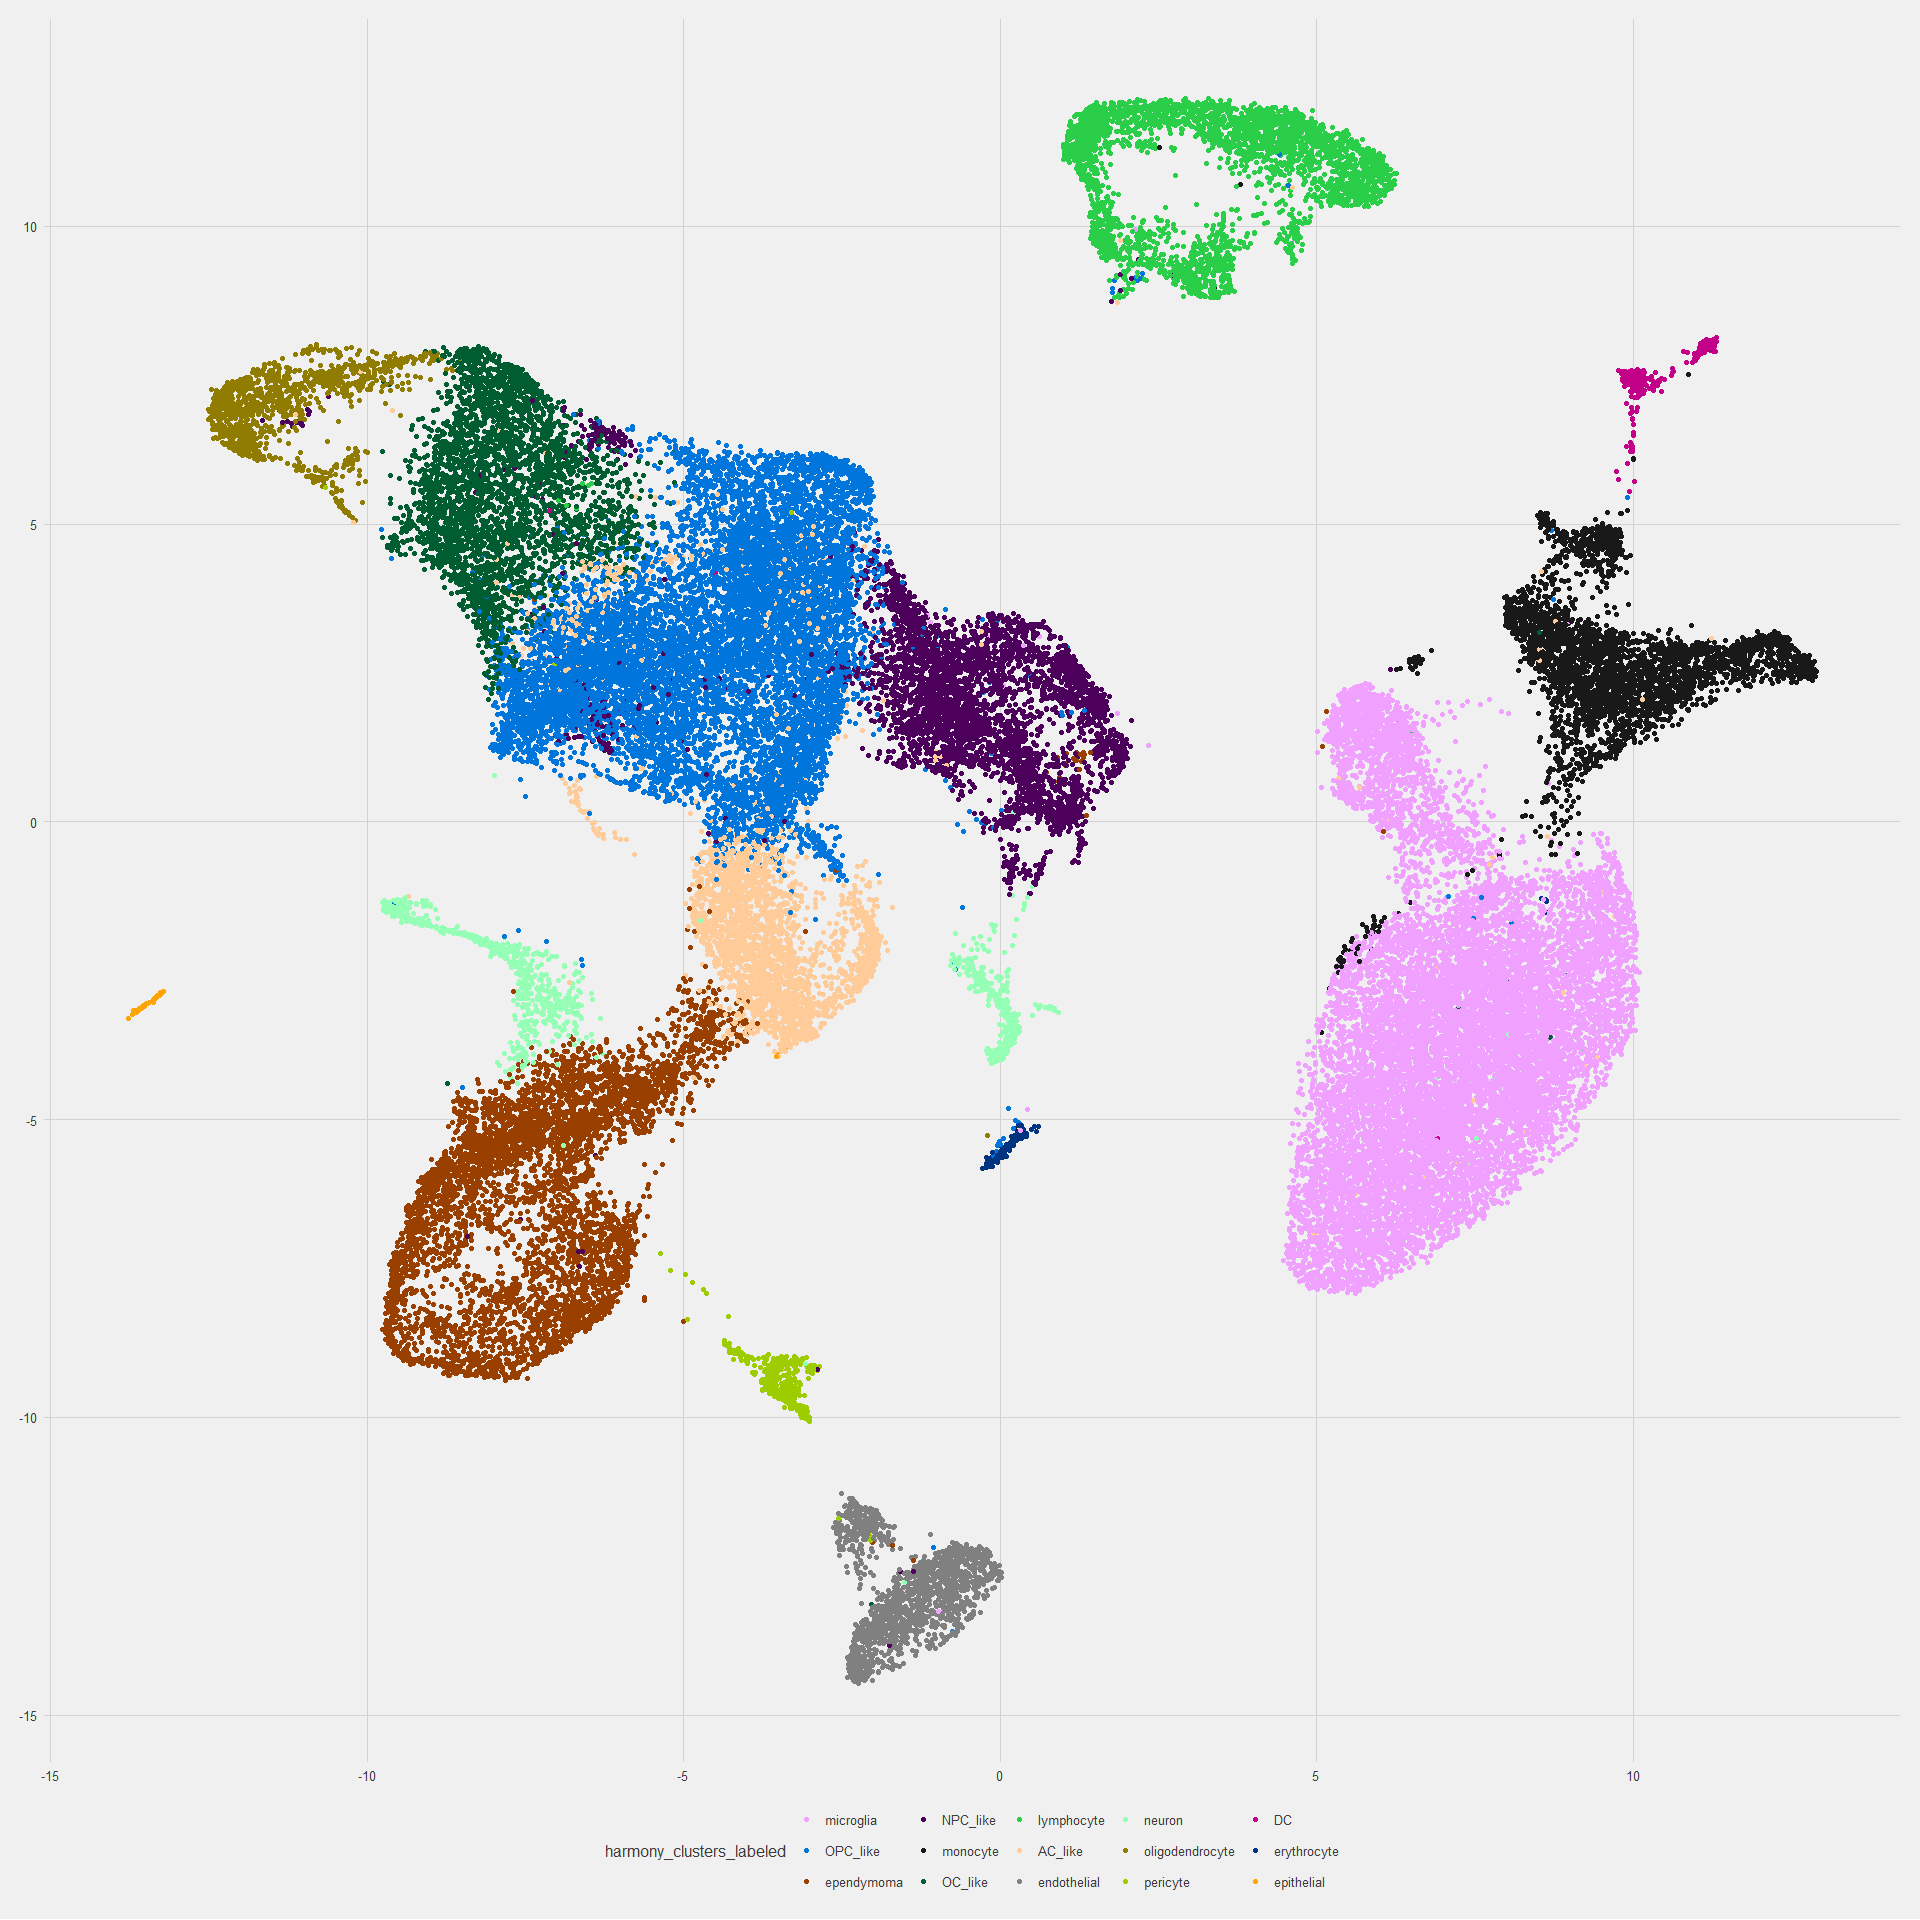 10
5
0
-5
-10
-15
-15 -10 -5 0 5 10
microglia NPC_like lymphocyte neuron DC
harmony_clusters_labeled OPC_like monocyte AC_like oligodendrocyte erythrocyte
ependymoma OC_like endothelial pericyte epithelial